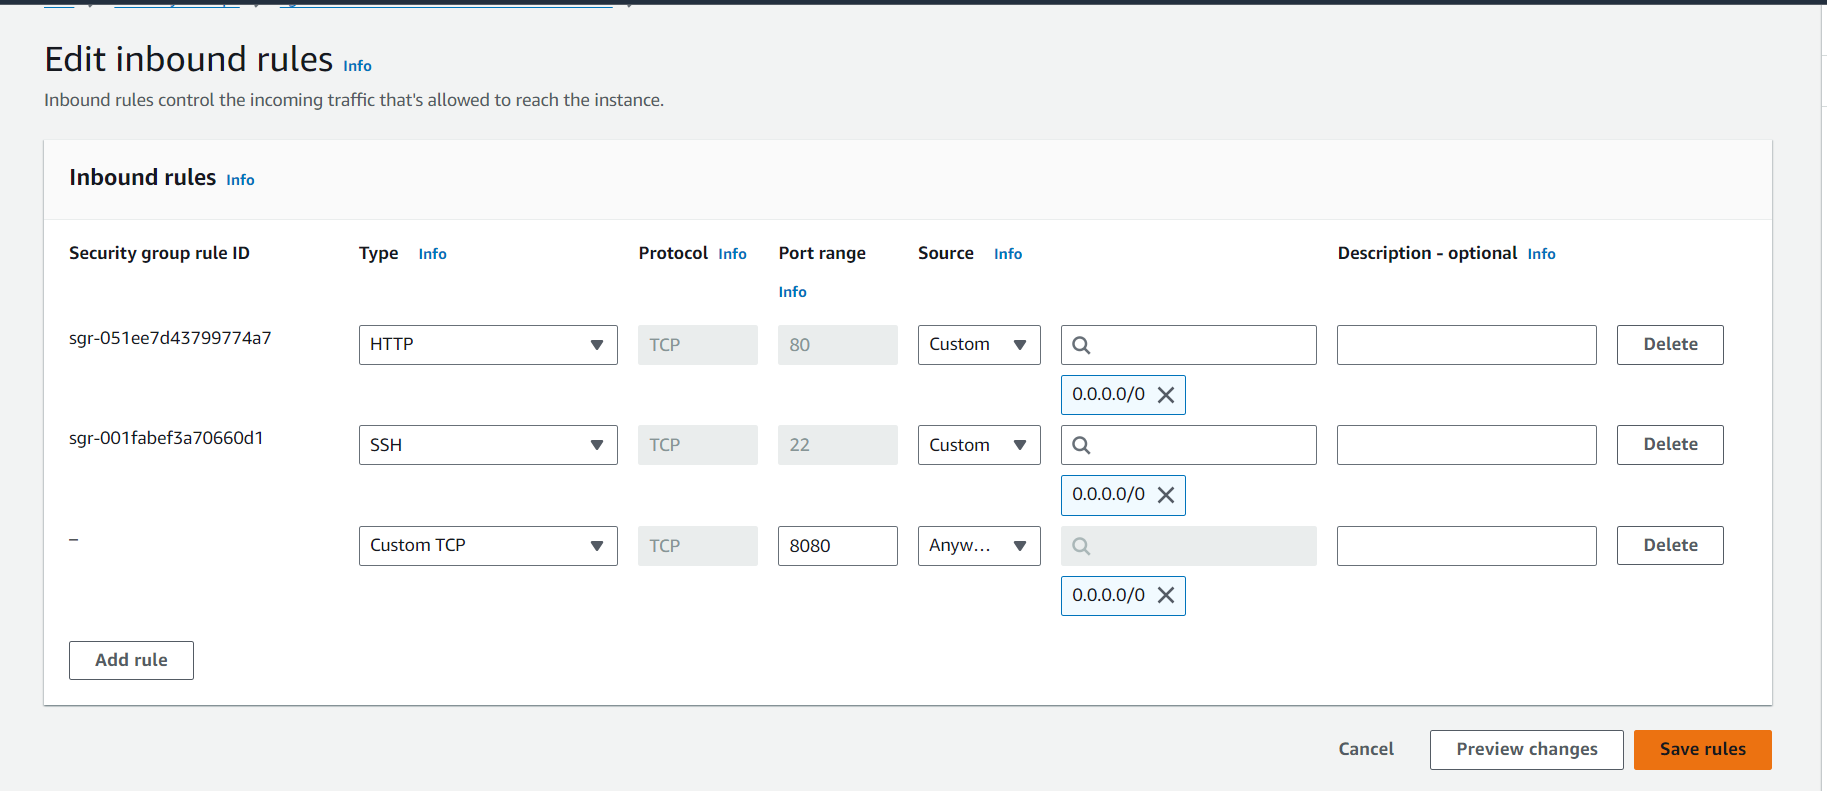 Edit inbound rules Info
Inbound rules control the incoming traffic that's allowed to reach the instance.
Inbound rules Info
Security group rule ID Type Info Protocol Info Port range Info Source Info Description - optional Info
sgr-051ee7d43799774a7 HTTP TCP 80 Custom Delete
0.0.0.0/0
sgr-001fabef3a70660d1 SSH TCP 22 Custom Delete
0.0.0.0/0
– Custom TCP TCP 8080 Anyw... Delete
0.0.0.0/0
Add rule
Cancel Preview changes Save rules